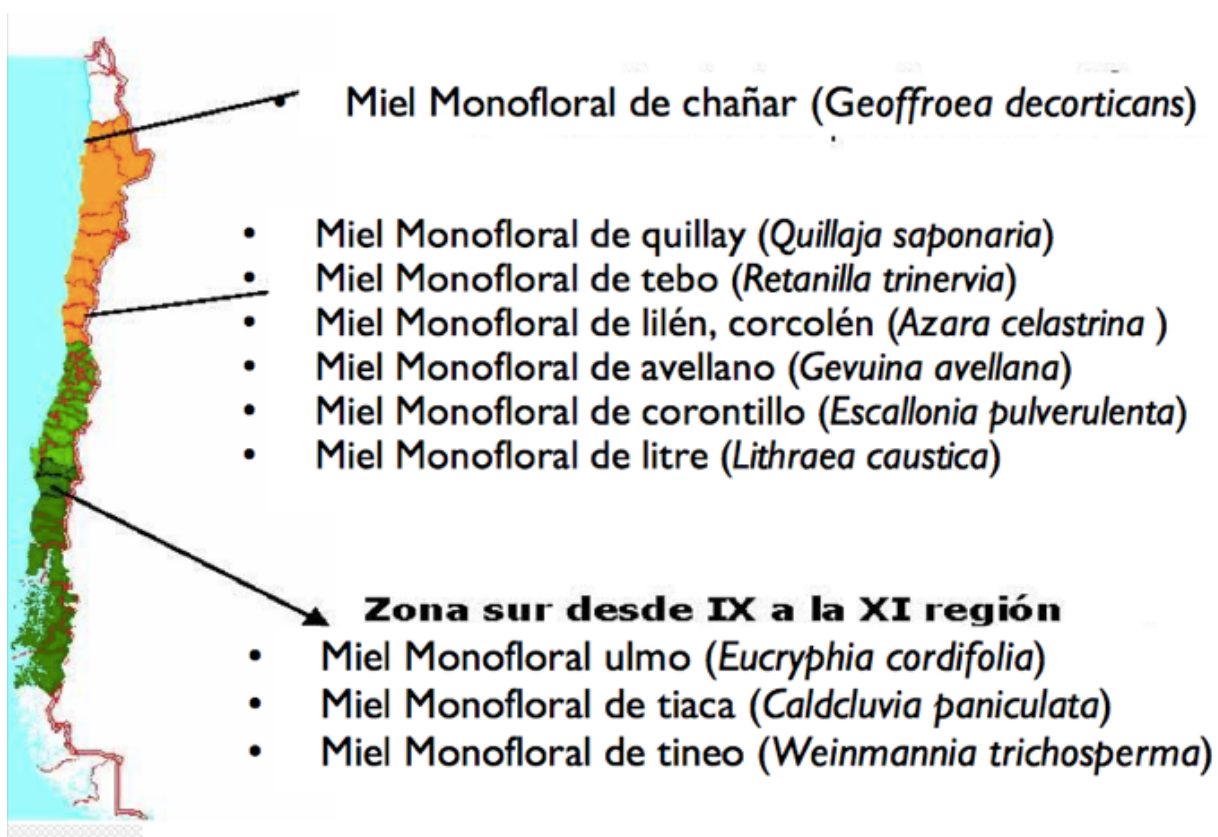 • Miel Monofloral de chañar (Geoffroea decorticans)
• Miel Monofloral de quillay (Quillaja saponaria)
• Miel Monofloral de tebo (Retanilla trinervia)
• Miel Monofloral de lilén, corcolén (Azara celastrina )
• Miel Monofloral de avellano (Gevuina avellana)
• Miel Monofloral de corontillo (Escallonia pulverulenta)
• Miel Monofloral de litre (Lithraea caustica)
Zona sur desde IX a la XI región
• Miel Monofloral ulmo (Eucryphia cordifolia)
• Miel Monofloral de tiaca (Caldcluvia paniculata)
• Miel Monofloral de tineo (Weinmannia trichosperma)